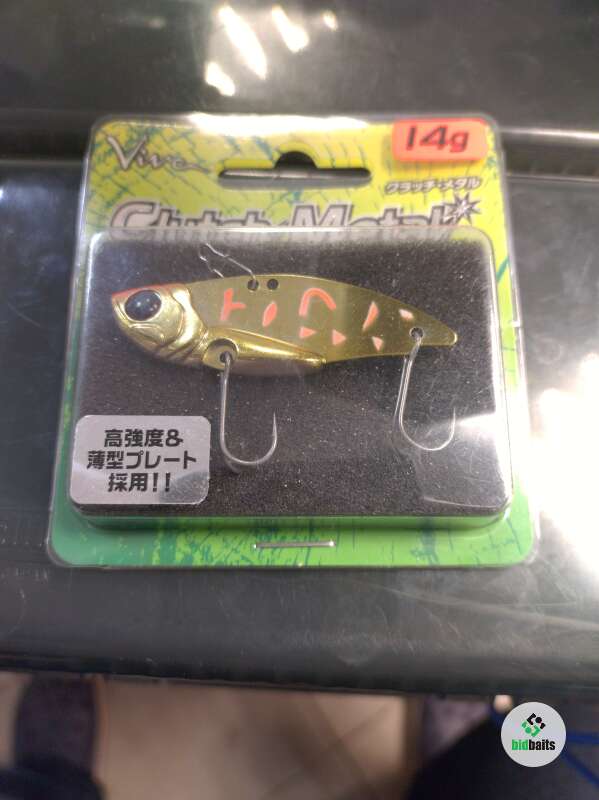 Viva
14g
クラッチ・メタル
Clutch Metal
高強度&
薄型プレート
採用!!
bidbaits